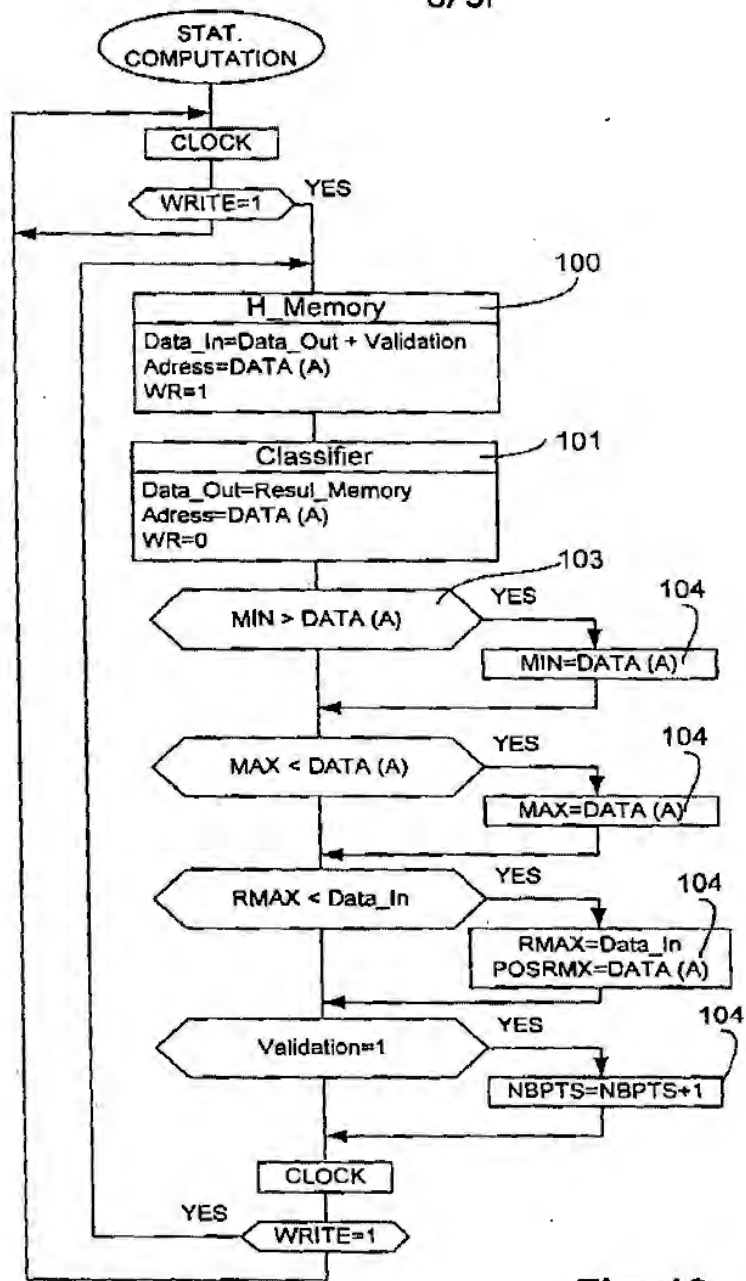 STAT.
COMPUTATION
CLOCK
WRITE=1
YES
100
H_Memory
Data_In=Data_Out + Validation
Adress=DATA (A)
WR=1
101
Classifier
Data_Out=Resul_Memory
Adress=DATA (A)
WR=0
103
MIN > DATA (A)
YES
104
MIN=DATA (A)
MAX < DATA (A)
YES
104
MAX=DATA (A)
RMAX < Data_In
YES
104
RMAX=Data_In
POSRMX=DATA (A)
Validation=1
YES
104
NBPTS=NBPTS+1
CLOCK
YES
WRITE=1